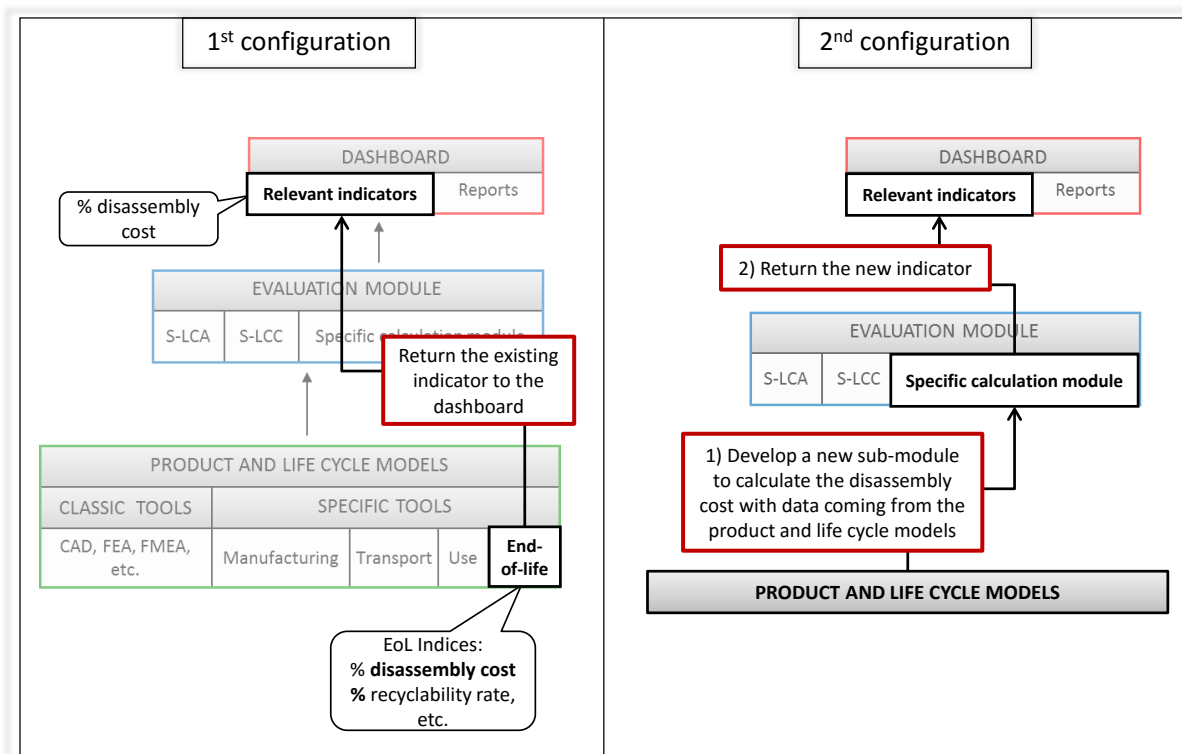 1st configuration
DASHBOARD
Relevant indicators
Reports
% disassembly
cost
EVALUATION MODULE
S-LCA
S-LCC
Specific calculation module
Return the existing
indicator to the
dashboard
PRODUCT AND LIFE CYCLE MODELS
CLASSIC TOOLS
SPECIFIC TOOLS
CAD, FEA, FMEA,
etc.
Manufacturing
Transport
Use
End-
of-life
EoL Indices:
% disassembly cost
% recyclability rate,
etc.
2nd configuration
DASHBOARD
Relevant indicators
Reports
2) Return the new indicator
EVALUATION MODULE
S-LCA
S-LCC
Specific calculation module
1) Develop a new sub-module
to calculate the disassembly
cost with data coming from the
product and life cycle models
PRODUCT AND LIFE CYCLE MODELS